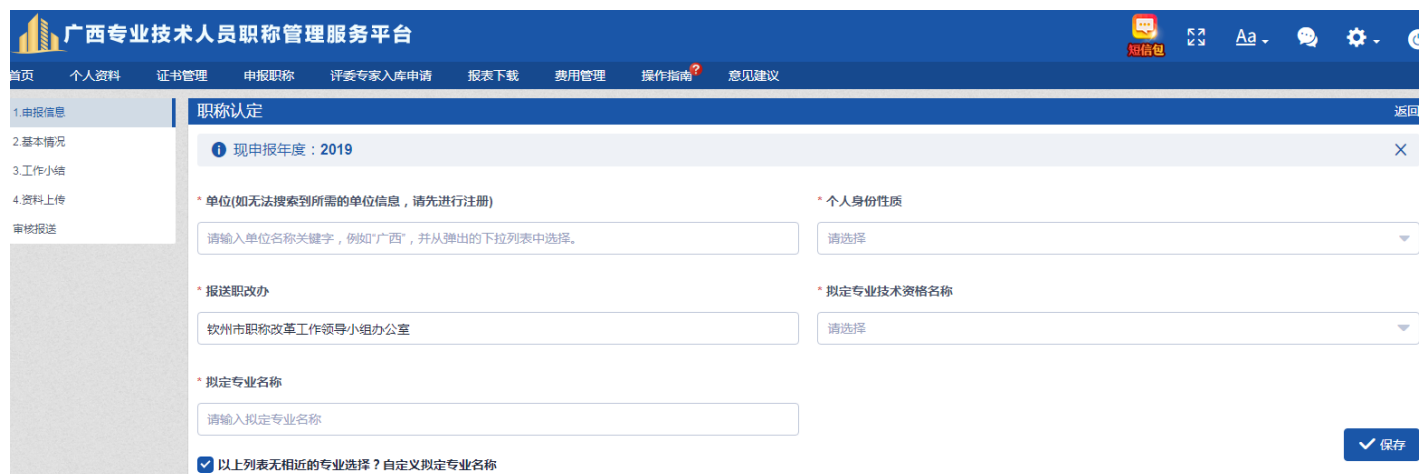 广西专业技术人员职称管理服务平台
短信包
Aa
首页 个人资料 证书管理 申报职称 评委专家入库申请 报表下载 费用管理 操作指南? 意见建议
1.申报信息
职称认定
返回
2.基本情况
现申报年度：2019
3.工作小结
4.资料上传
* 单位(如无法搜索到所需的单位信息，请先进行注册)
* 个人身份性质
审核报送
请输入单位名称关键字，例如“广西”，并从弹出的下拉列表中选择。
请选择
* 报送职改办
* 拟定专业技术资格名称
钦州市职称改革工作领导小组办公室
请选择
* 拟定专业名称
请输入拟定专业名称
保存
以上列表无相近的专业选择？自定义拟定专业名称